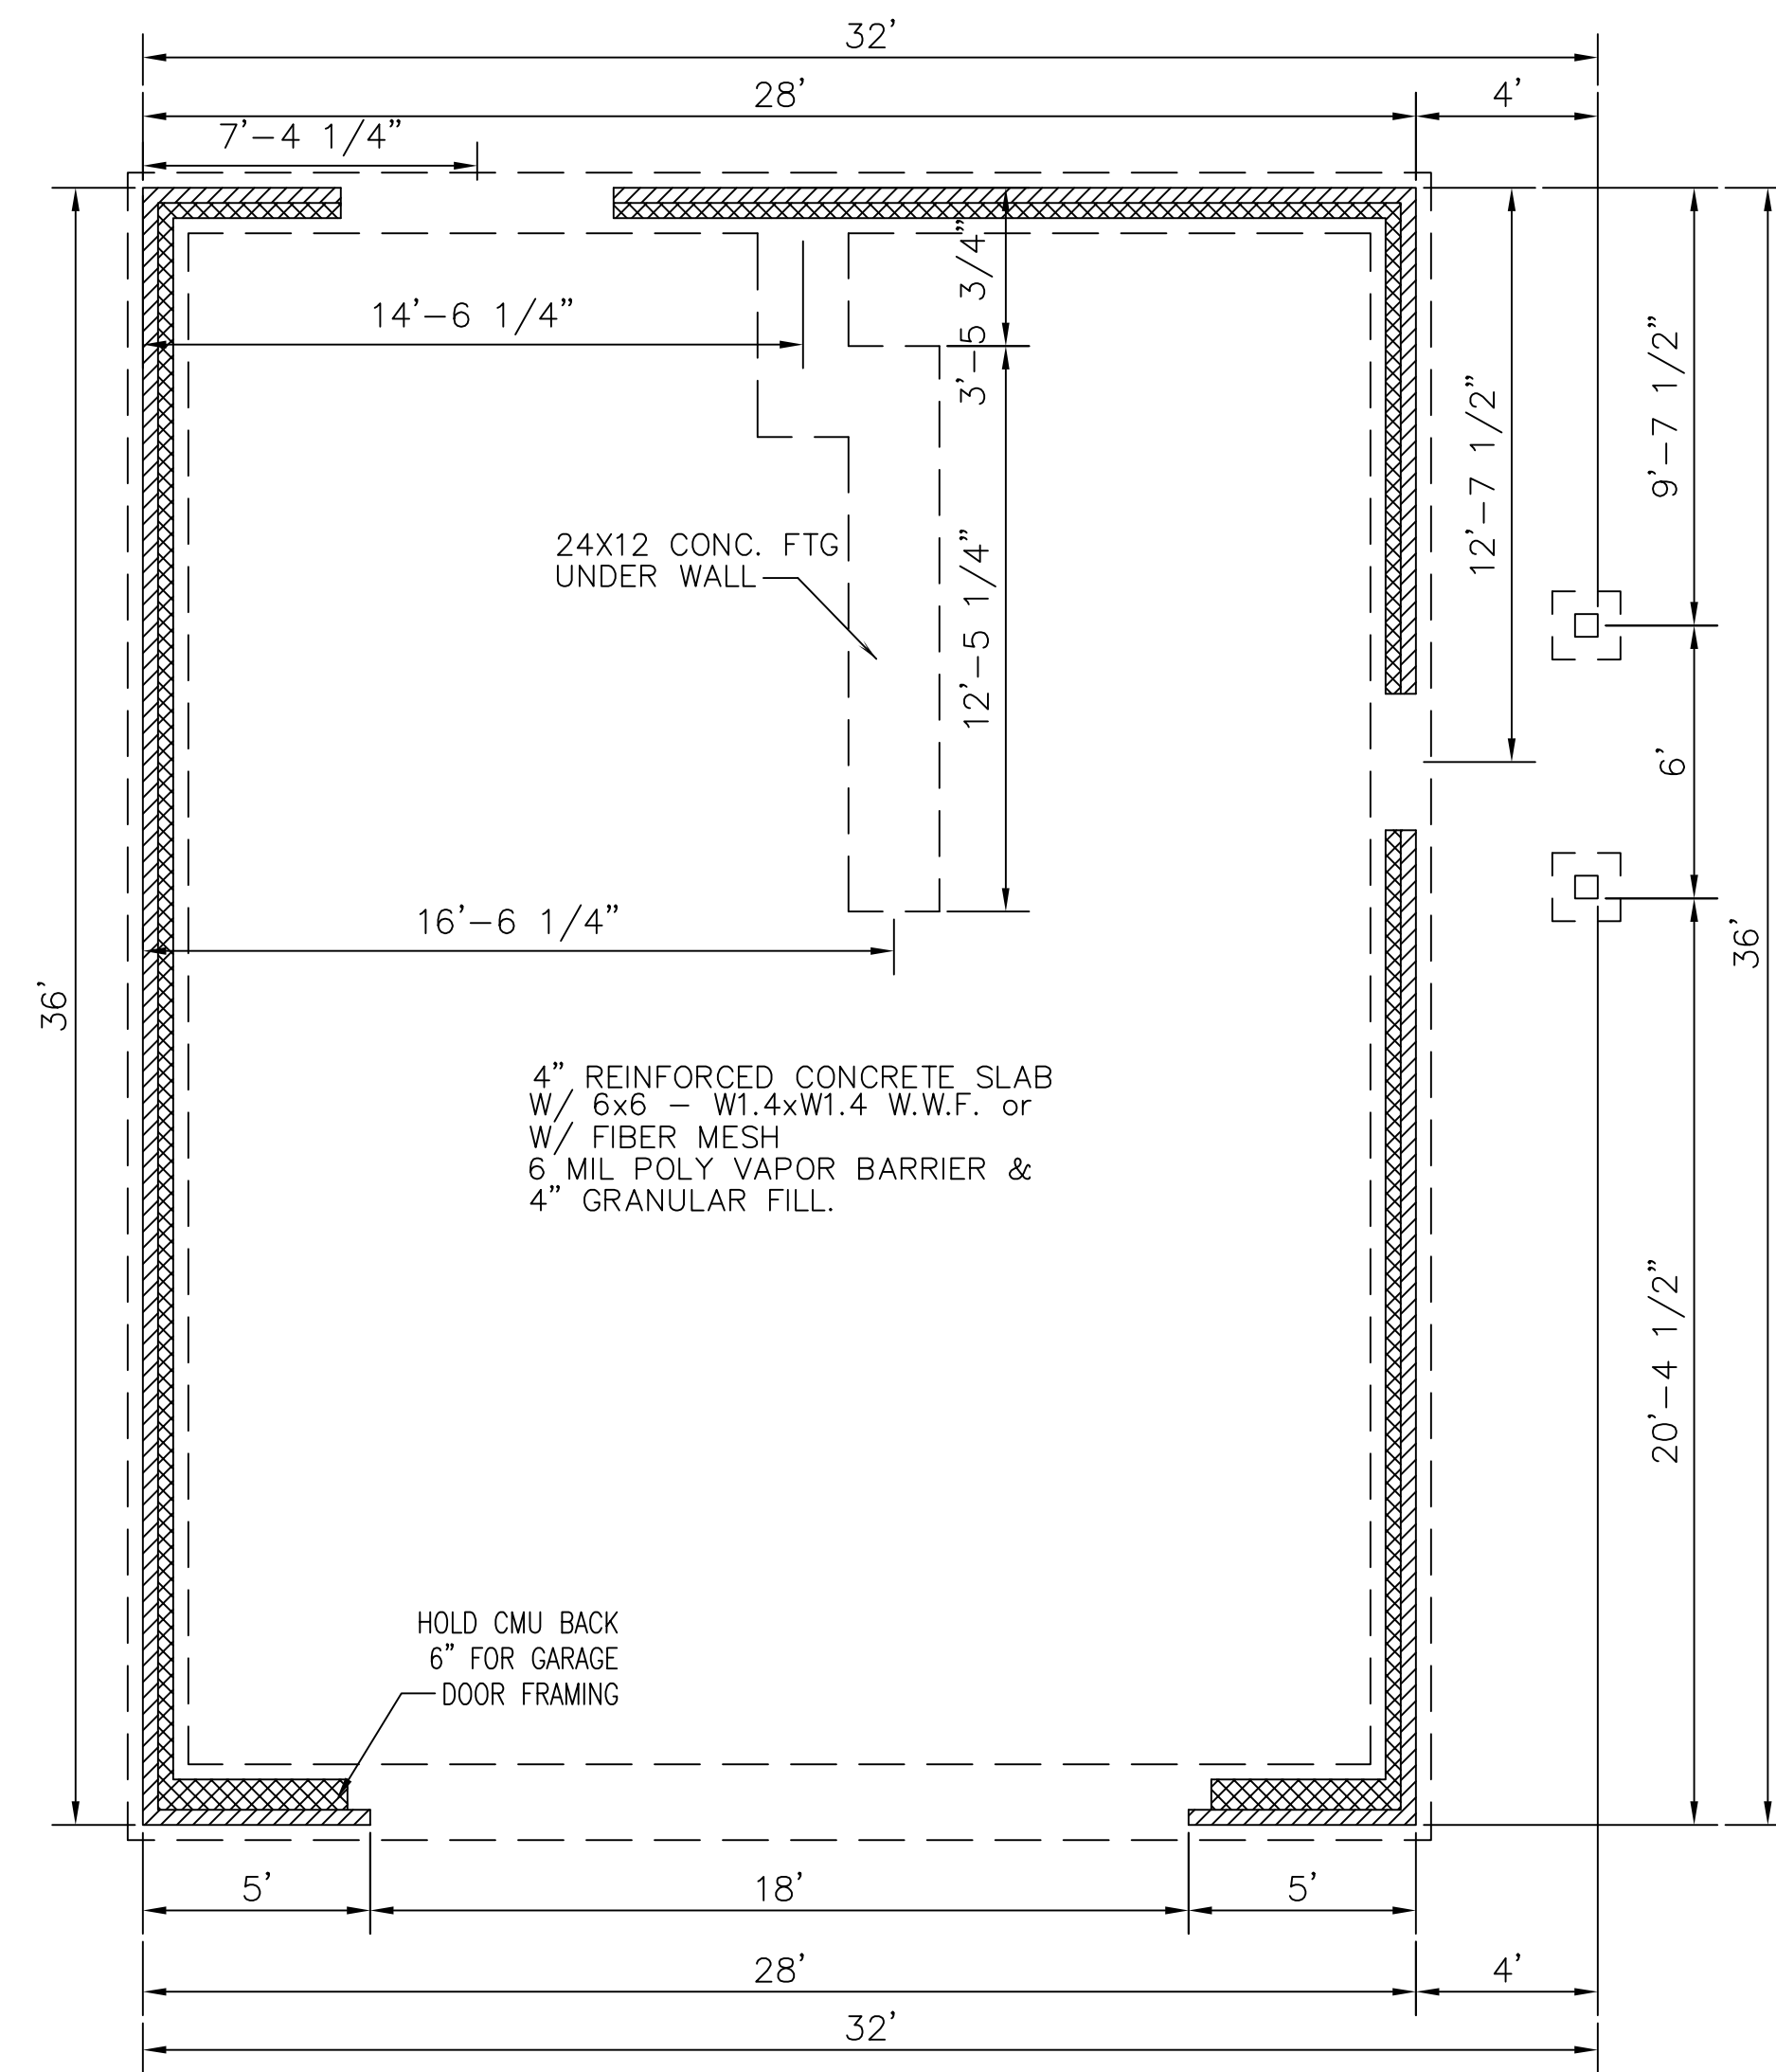 32'
28'
4'
7'-4 1/4"
14'-6 1/4"
3'-5 3/4"
9'-7 1/2"
12'-7 1/2"
24X12 CONC. FTG
UNDER WALL
12'-5 1/4"
6'
16'-6 1/4"
36'
36'
4" REINFORCED CONCRETE SLAB
W/ 6x6 - W1.4xW1.4 W.W.F. or
W/ FIBER MESH
6 MIL POLY VAPOR BARRIER &
4" GRANULAR FILL.
20'-4 1/2"
HOLD CMU BACK
6" FOR GARAGE
DOOR FRAMING
5'
18'
5'
28'
4'
32'